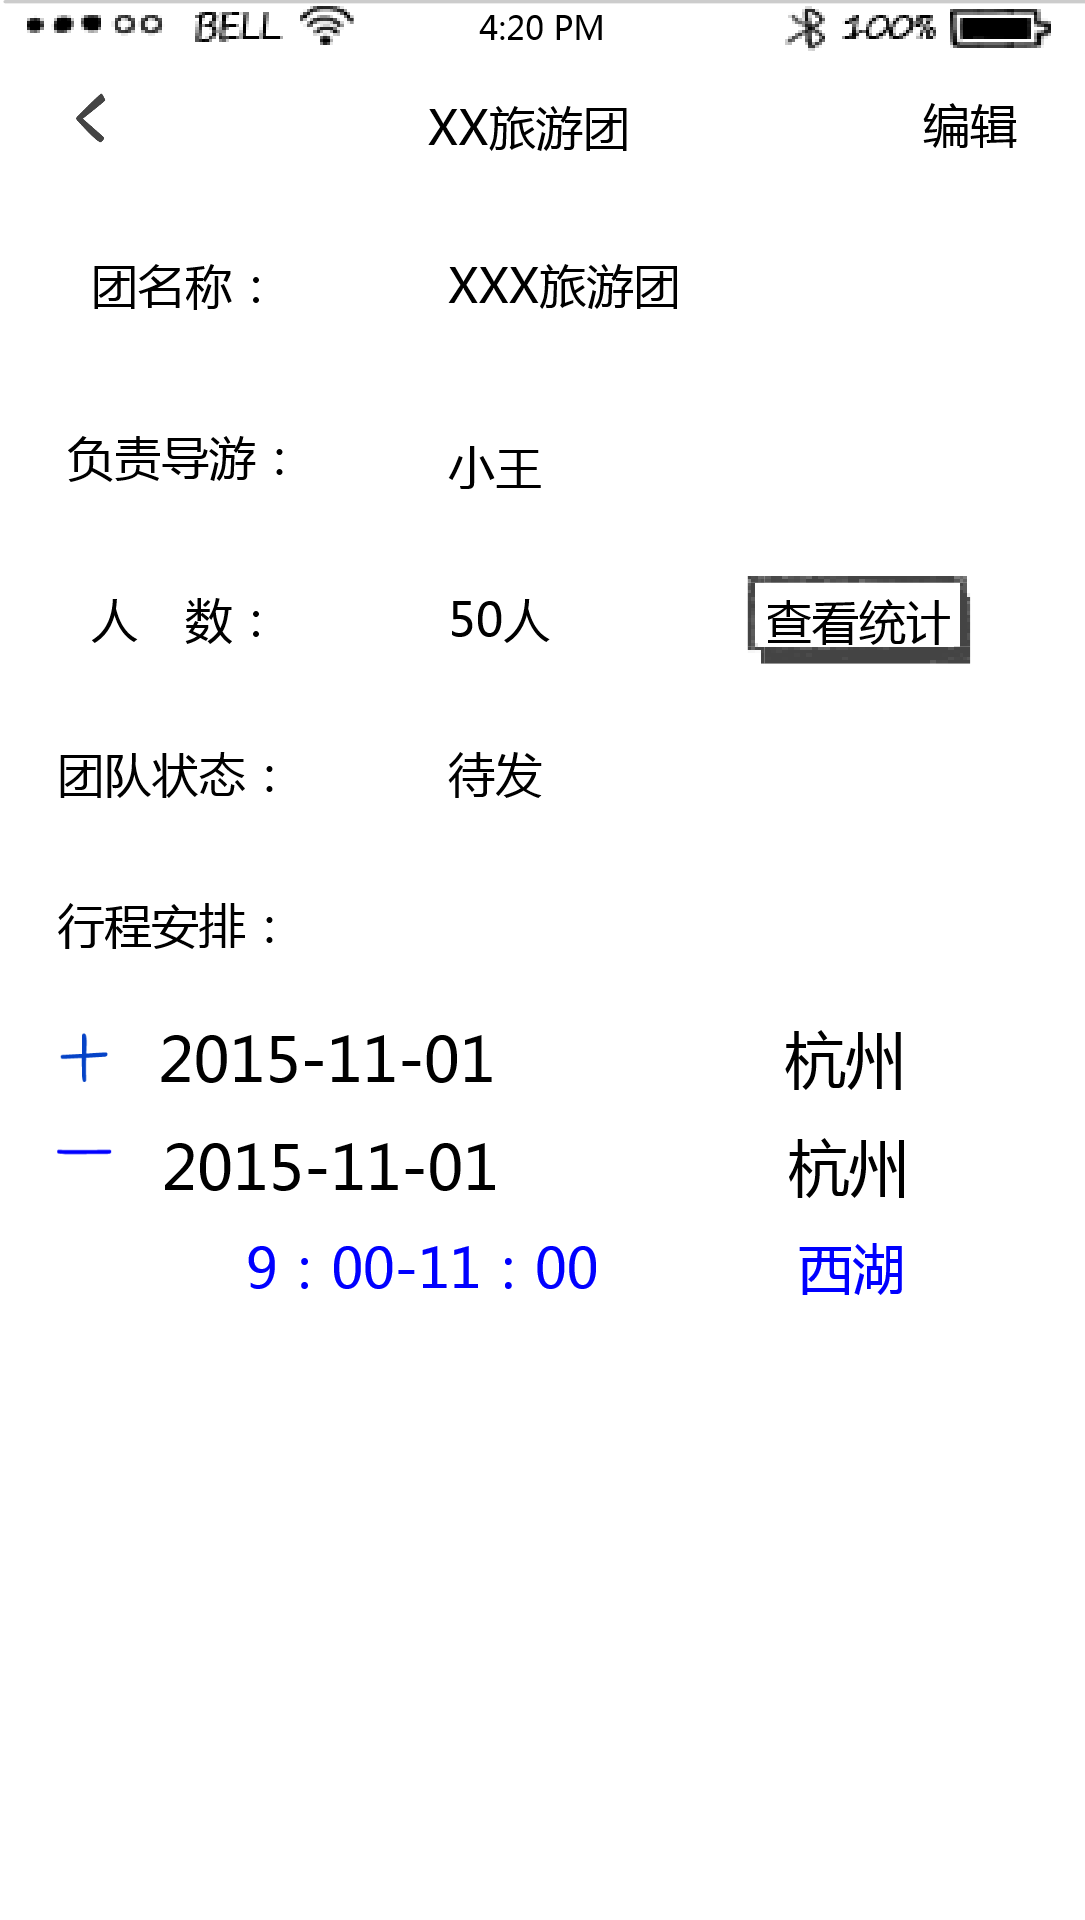 BELL 4:20 PM 100%
XX旅游团 编辑
团名称： XXX旅游团
负责导游： 小王
人 数： 50人 查看统计
团队状态： 待发
行程安排：
+ 2015-11-01 杭州
— 2015-11-01 杭州
9：00-11：00 西湖